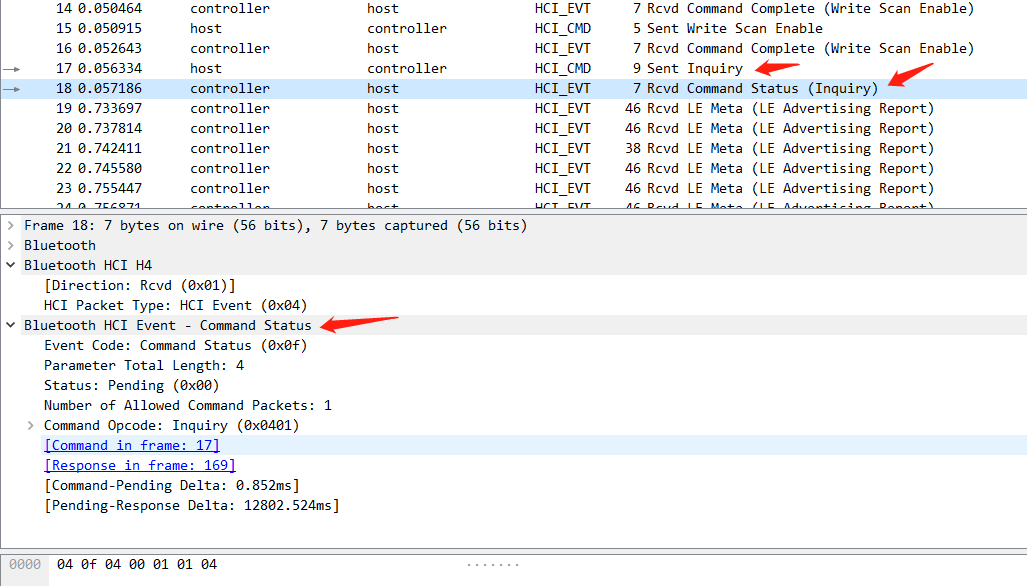 14 0.050464 controller host HCI_EVT 7 Rcvd Command Complete (Write Scan Enable)
15 0.050915 host controller HCI_CMD 5 Sent Write Scan Enable
16 0.052643 controller host HCI_EVT 7 Rcvd Command Complete (Write Scan Enable)
17 0.056334 host controller HCI_CMD 9 Sent Inquiry
18 0.057186 controller host HCI_EVT 7 Rcvd Command Status (Inquiry)
19 0.733697 controller host HCI_EVT 46 Rcvd LE Meta (LE Advertising Report)
20 0.737814 controller host HCI_EVT 46 Rcvd LE Meta (LE Advertising Report)
21 0.742411 controller host HCI_EVT 38 Rcvd LE Meta (LE Advertising Report)
22 0.745580 controller host HCI_EVT 46 Rcvd LE Meta (LE Advertising Report)
23 0.755447 controller host HCI_EVT 46 Rcvd LE Meta (LE Advertising Report)
24 0.756871 controller host HCI_EVT 46 Rcvd LE Meta (LE Advertising Report)
Frame 18: 7 bytes on wire (56 bits), 7 bytes captured (56 bits)
Bluetooth
Bluetooth HCI H4
[Direction: Rcvd (0x01)]
HCI Packet Type: HCI Event (0x04)
Bluetooth HCI Event - Command Status
Event Code: Command Status (0x0f)
Parameter Total Length: 4
Status: Pending (0x00)
Number of Allowed Command Packets: 1
Command Opcode: Inquiry (0x0401)
[Command in frame: 17]
[Response in frame: 169]
[Command-Pending Delta: 0.852ms]
[Pending-Response Delta: 12802.524ms]
0000 04 0f 04 00 01 01 04 ·······